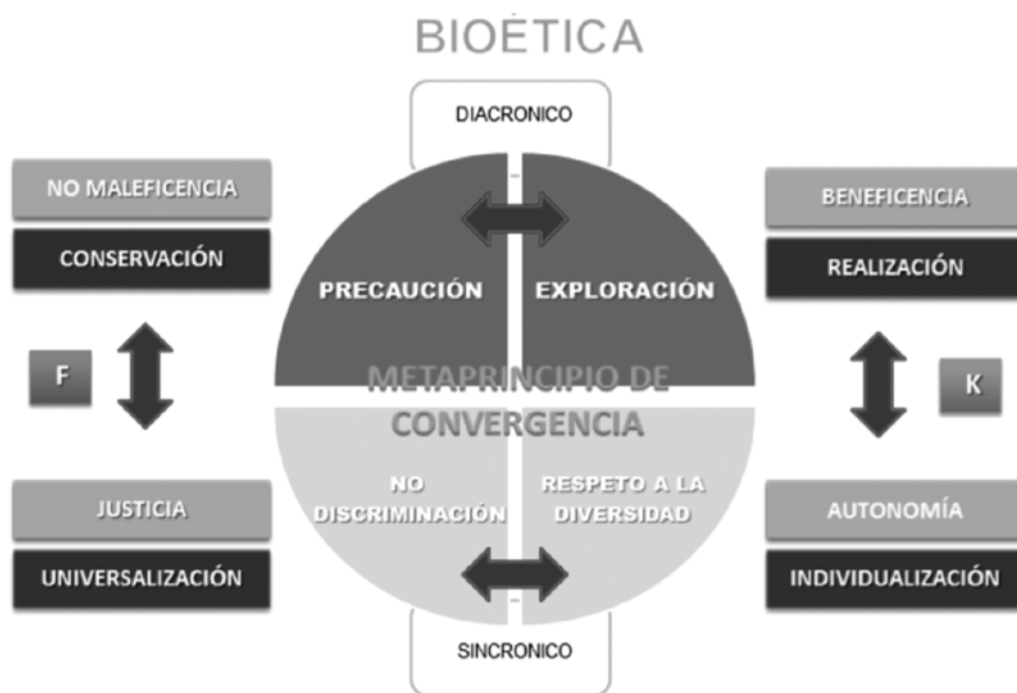 BIOÉTICA
DIACRONICO
NO MALEFICENCIA
CONSERVACIÓN
BENEFICENCIA
REALIZACIÓN
PRECAUCIÓN
EXPLORACIÓN
F
METAPRINCIPIO DE
CONVERGENCIA
K
NO
DISCRIMINACIÓN
RESPETO A LA
DIVERSIDAD
JUSTICIA
UNIVERSALIZACIÓN
AUTONOMÍA
INDIVIDUALIZACIÓN
SINCRONICO